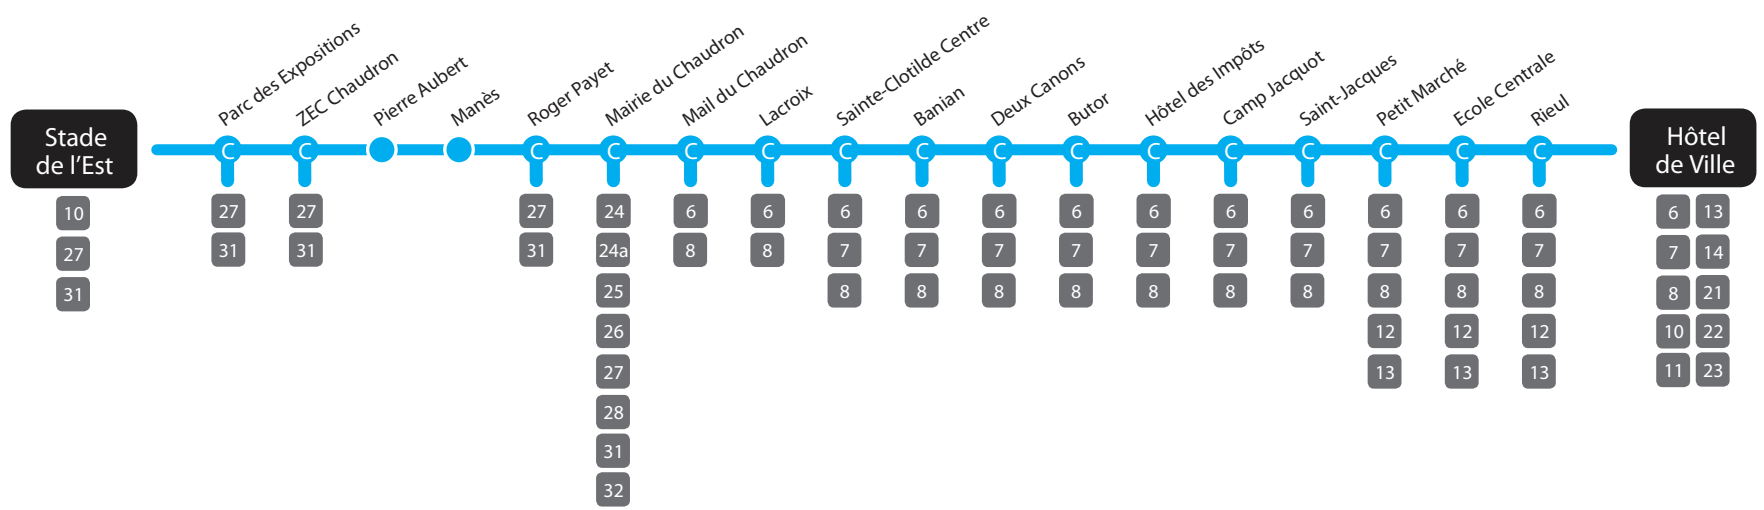 Stade
de l'Est
10
27
31
Parc des Expositions
C
27
31
ZEC Chaudron
C
27
31
Pierre Aubert
Manès
Roger Payet
C
27
31
Mairie du Chaudron
C
24
24a
25
26
27
28
31
32
Mail du Chaudron
C
6
8
Lacroix
C
6
8
Sainte-Clotilde Centre
C
6
7
8
Banian
C
6
7
8
Deux Canons
C
6
7
8
Butor
C
6
7
8
Hôtel des Impôts
C
6
7
8
Camp Jacquot
C
6
7
8
Saint-Jacques
C
6
7
8
Petit Marché
C
6
7
8
12
13
Ecole Centrale
C
6
7
8
12
13
Rieul
C
6
7
8
12
13
Hôtel
de Ville
6 13
7 14
8 21
10 22
11 23